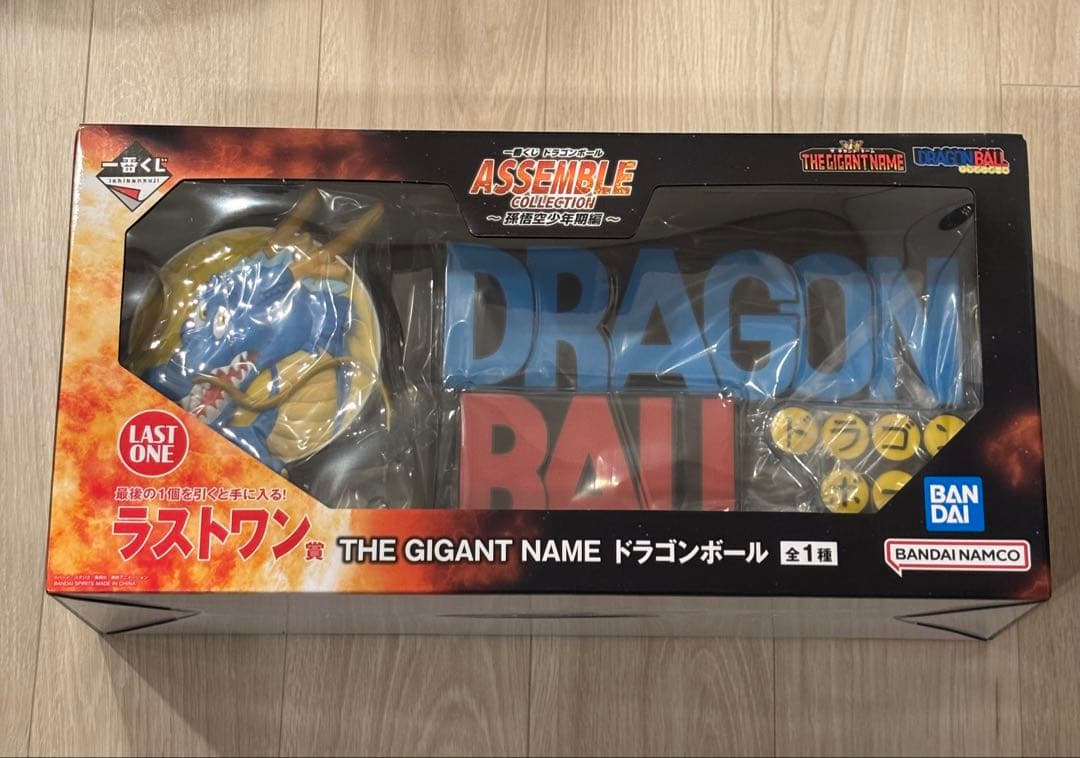 一番くじ
ichibankuji
一番くじ ドラゴンボール
ASSEMBLE
COLLECTION
～孫悟空少年期編～
THE GIGANT NAME
DRAGON BALL
DRAGON
BALL
ドラゴン
ボー
LAST
ONE
最後の1個を引くと手に入る!
ラストワン賞
THE GIGANT NAME ドラゴンボール 全1種
BAN
DAI
BANDAI NAMCO
BANDAI SPIRITS MADE IN CHINA